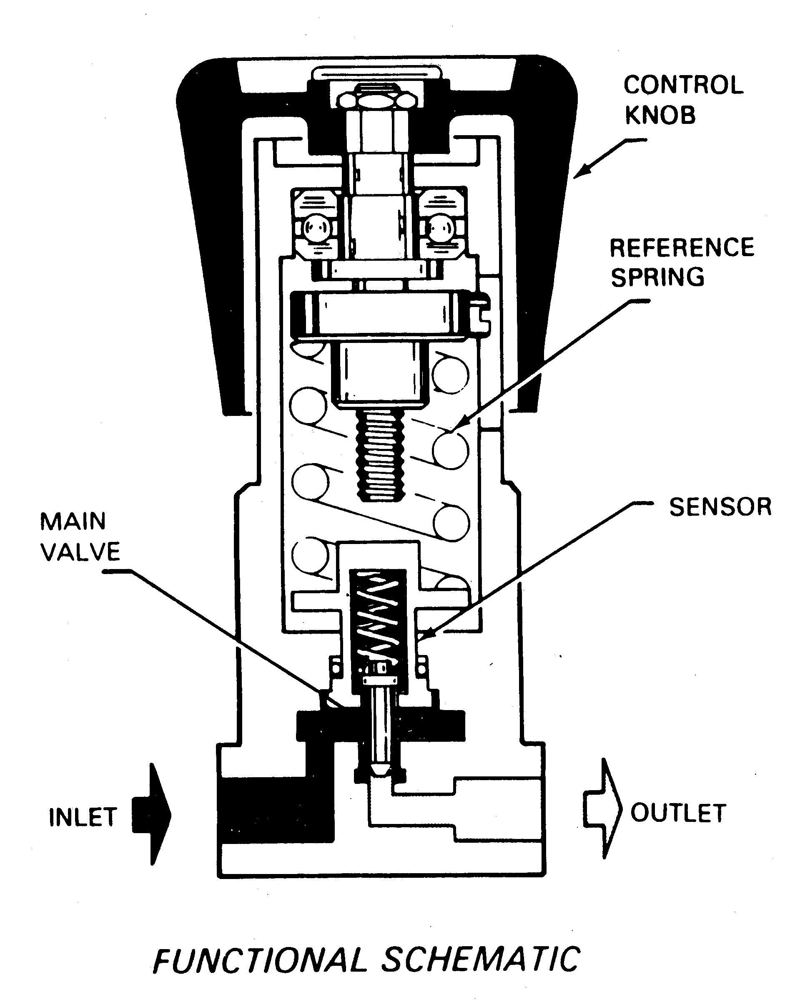 CONTROL
KNOB
REFERENCE
SPRING
SENSOR
MAIN
VALVE
INLET
OUTLET
FUNCTIONAL SCHEMATIC